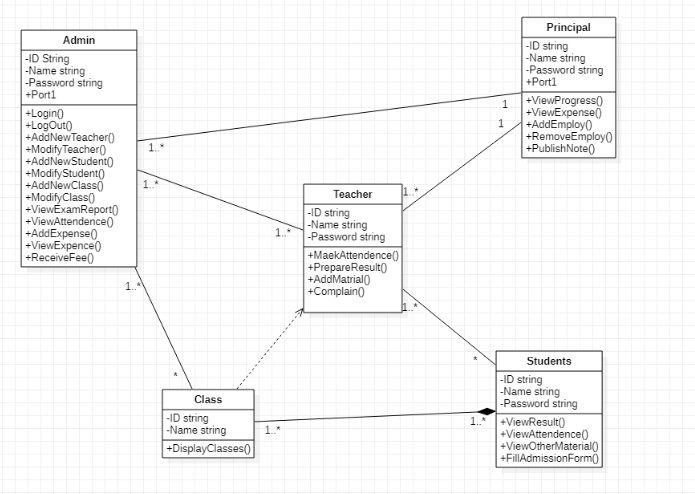 Admin
-ID String
-Name string
-Password string
+Port1
+Login()
+LogOut()
+AddNewTeacher()
+ModifyTeacher()
+AddNewStudent()
+ModifyStudent()
+AddNewClass()
+ModifyClass()
+ViewExamReport()
+ViewAttendence()
+AddExpense()
+ViewExpence()
+ReceiveFee()
Principal
-ID string
-Name string
-Password string
+Port1
+ViewProgress()
+ViewExpense()
+AddEmploy()
+RemoveEmploy()
+PublishNote()
1
1..*
1
1..*
1..*
1..*
Teacher
-ID string
-Name string
-Password string
+MaekAttendence()
+PrepareResult()
+AddMatrial()
+Complain()
1..*
*
1..*
*
Class
-ID string
-Name string
+DisplayClasses()
1..*
1..*
Students
-ID string
-Name string
-Password string
+ViewResult()
+ViewAttendence()
+ViewOtherMaterial()
+FillAdmissionForm()